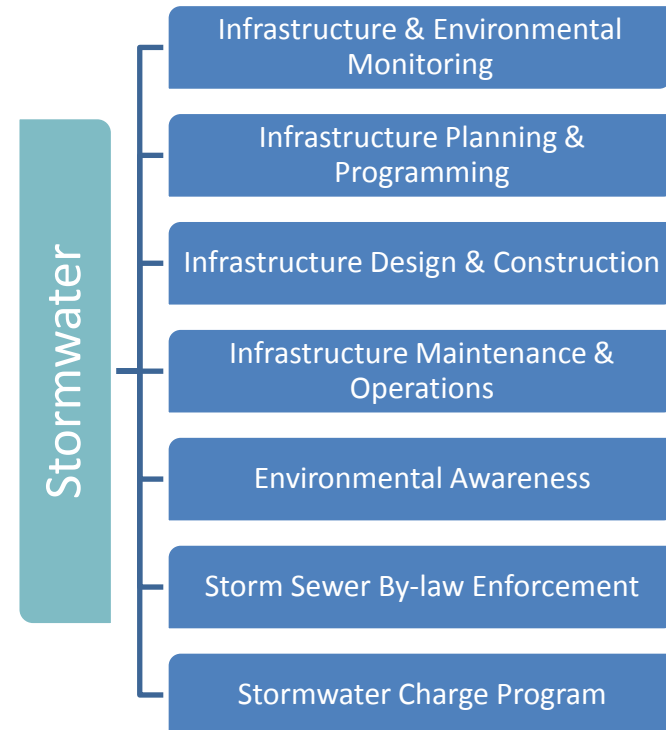 Stormwater
Infrastructure & Environmental
Monitoring
Infrastructure Planning &
Programming
Infrastructure Design & Construction
Infrastructure Maintenance &
Operations
Environmental Awareness
Storm Sewer By-law Enforcement
Stormwater Charge Program